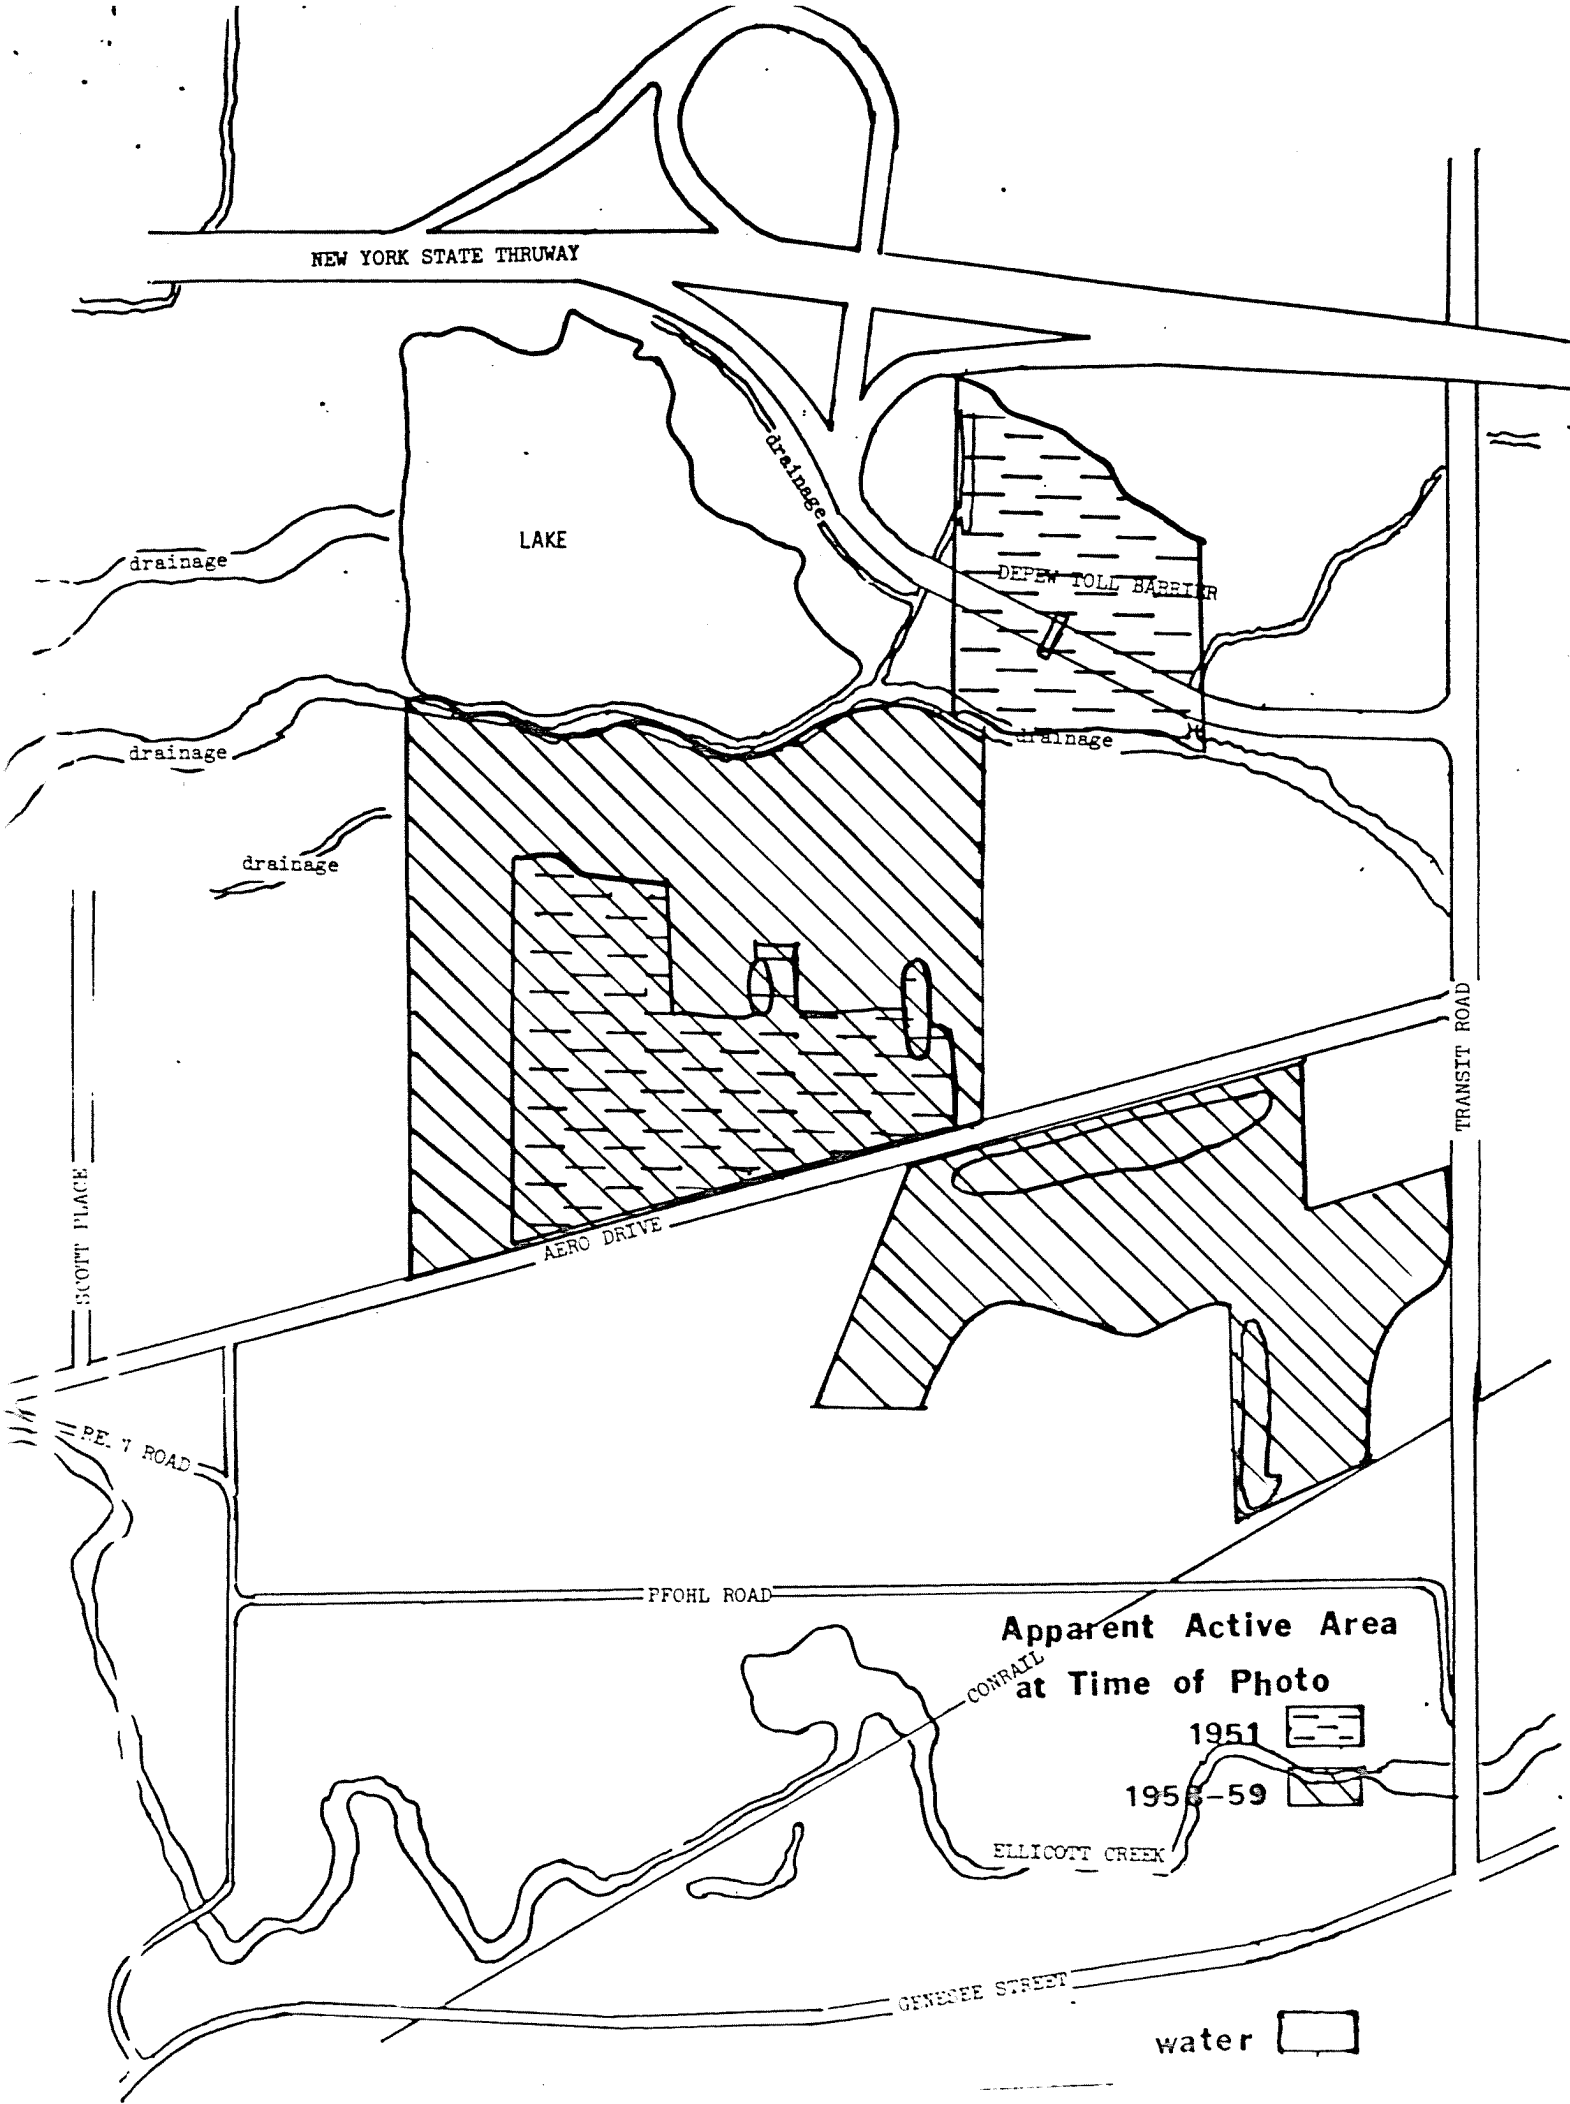 NEW YORK STATE THRUWAY
drainage
LAKE
drainage
DEPEW TOLL BARRIER
drainage
drainage
drainage
TRANSIT ROAD
SCOTT PLACE
AERO DRIVE
ROAD
PFOHL ROAD
Apparent Active Area
at Time of Photo
CONRAIL
1951
1958-59
ELLICOTT CREEK
GENESEE STREET
water